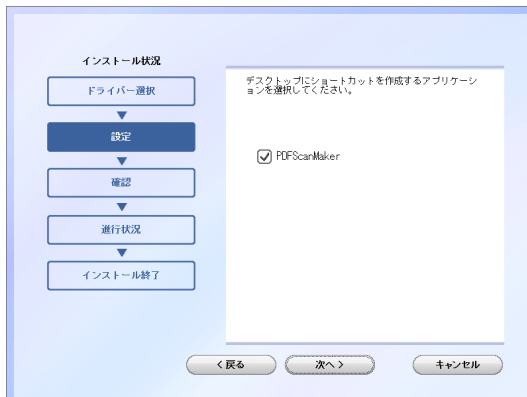 インストール状況
ドライバー選択
設定
確認
進行状況
インストール終了
デスクトップにショートカットを作成するアプリケーシ
ョンを選択してください。
PDFScanMaker
< 戻る
次へ >
キャンセル